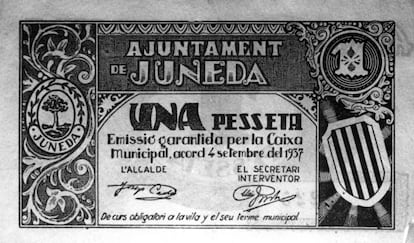 AJUNTAMENT
DE JUNEDA
1
UNA PESSETA
Emissió garantida per la Caixa
Municipal, acord 4 setembre del 1937
L'ALCALDE
EL SECRETARI
INTERVENTOR
JUNEDA
De curs obligatori a la vila y el seu terme municipal